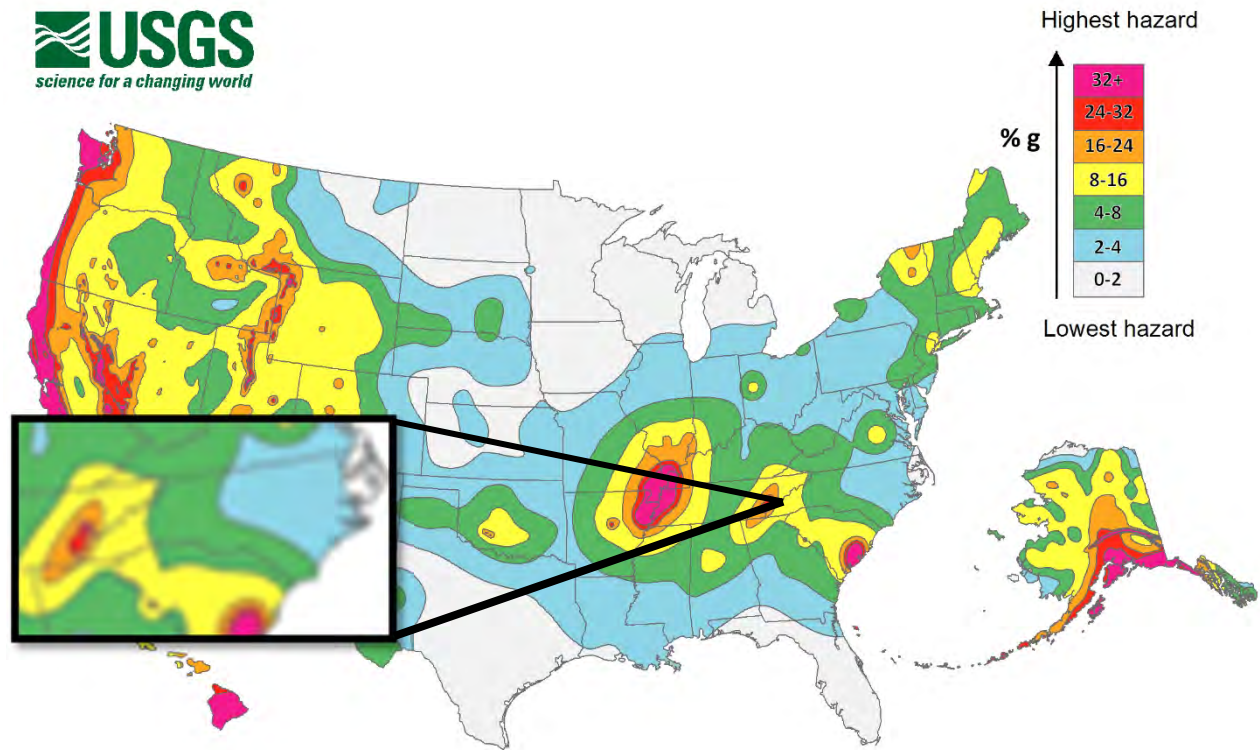 USGS
science for a changing world
Highest hazard
% g
32+
24-32
16-24
8-16
4-8
2-4
0-2
Lowest hazard